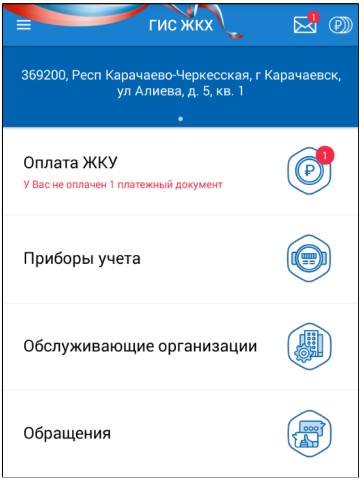 ГИС ЖКХ
1
369200, Респ Карачаево-Черкесская, г Карачаевск,
ул Алиева, д. 5, кв. 1
Оплата ЖКУ
1
У Вас не оплачен 1 платежный документ
Приборы учета
Обслуживающие организации
Обращения